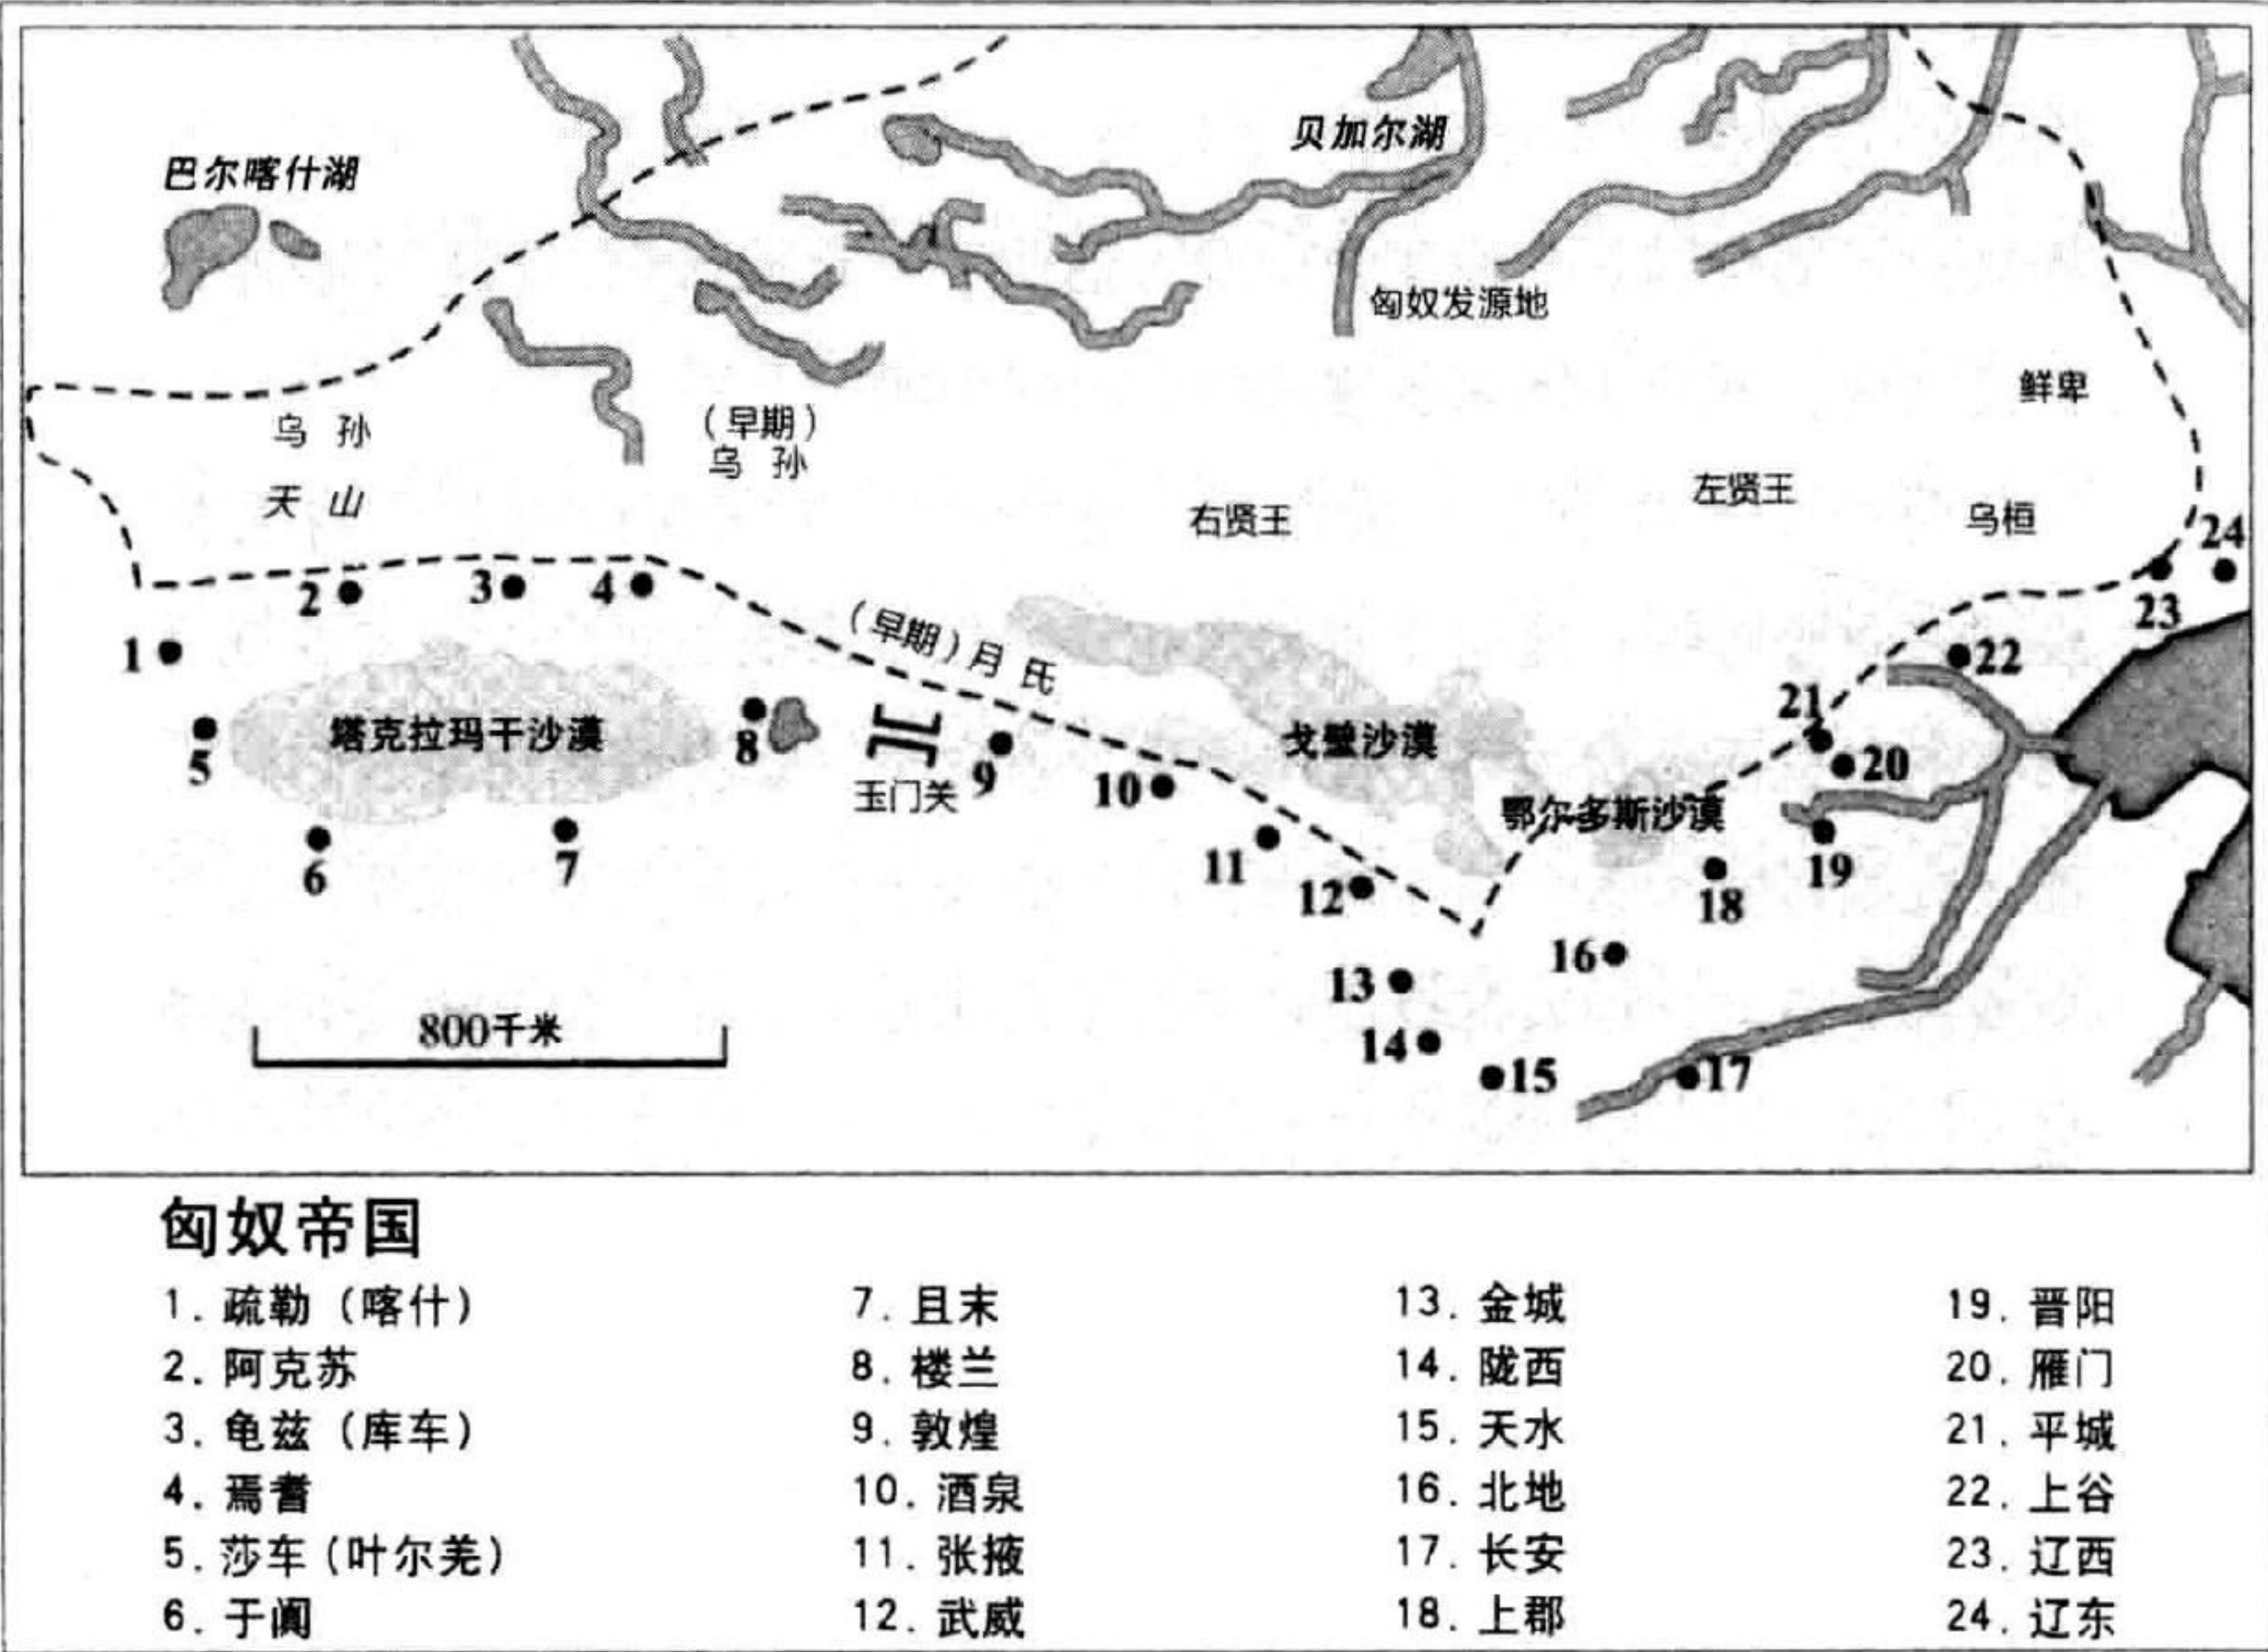 贝加尔湖
巴尔喀什湖
匈奴发源地
鲜卑
(早期)
乌 孙
乌 孙
天 山
左贤王
右贤王
乌桓
24
2
3
4
23
(早期)月 氏
1
22
21
塔克拉玛干沙漠
8
戈壁沙漠
5
9
20
玉门关
10
鄂尔多斯沙漠
6
7
11
12
19
18
16
13
800千米
14
15
17
匈奴帝国
1. 疏勒(喀什)
2. 阿克苏
3. 龟兹(库车)
4. 焉耆
5. 莎车(叶尔羌)
6. 于阗
7. 且末
8. 楼兰
9. 敦煌
10. 酒泉
11. 张掖
12. 武威
13. 金城
14. 陇西
15. 天水
16. 北地
17. 长安
18. 上郡
19. 晋阳
20. 雁门
21. 平城
22. 上谷
23. 辽西
24. 辽东